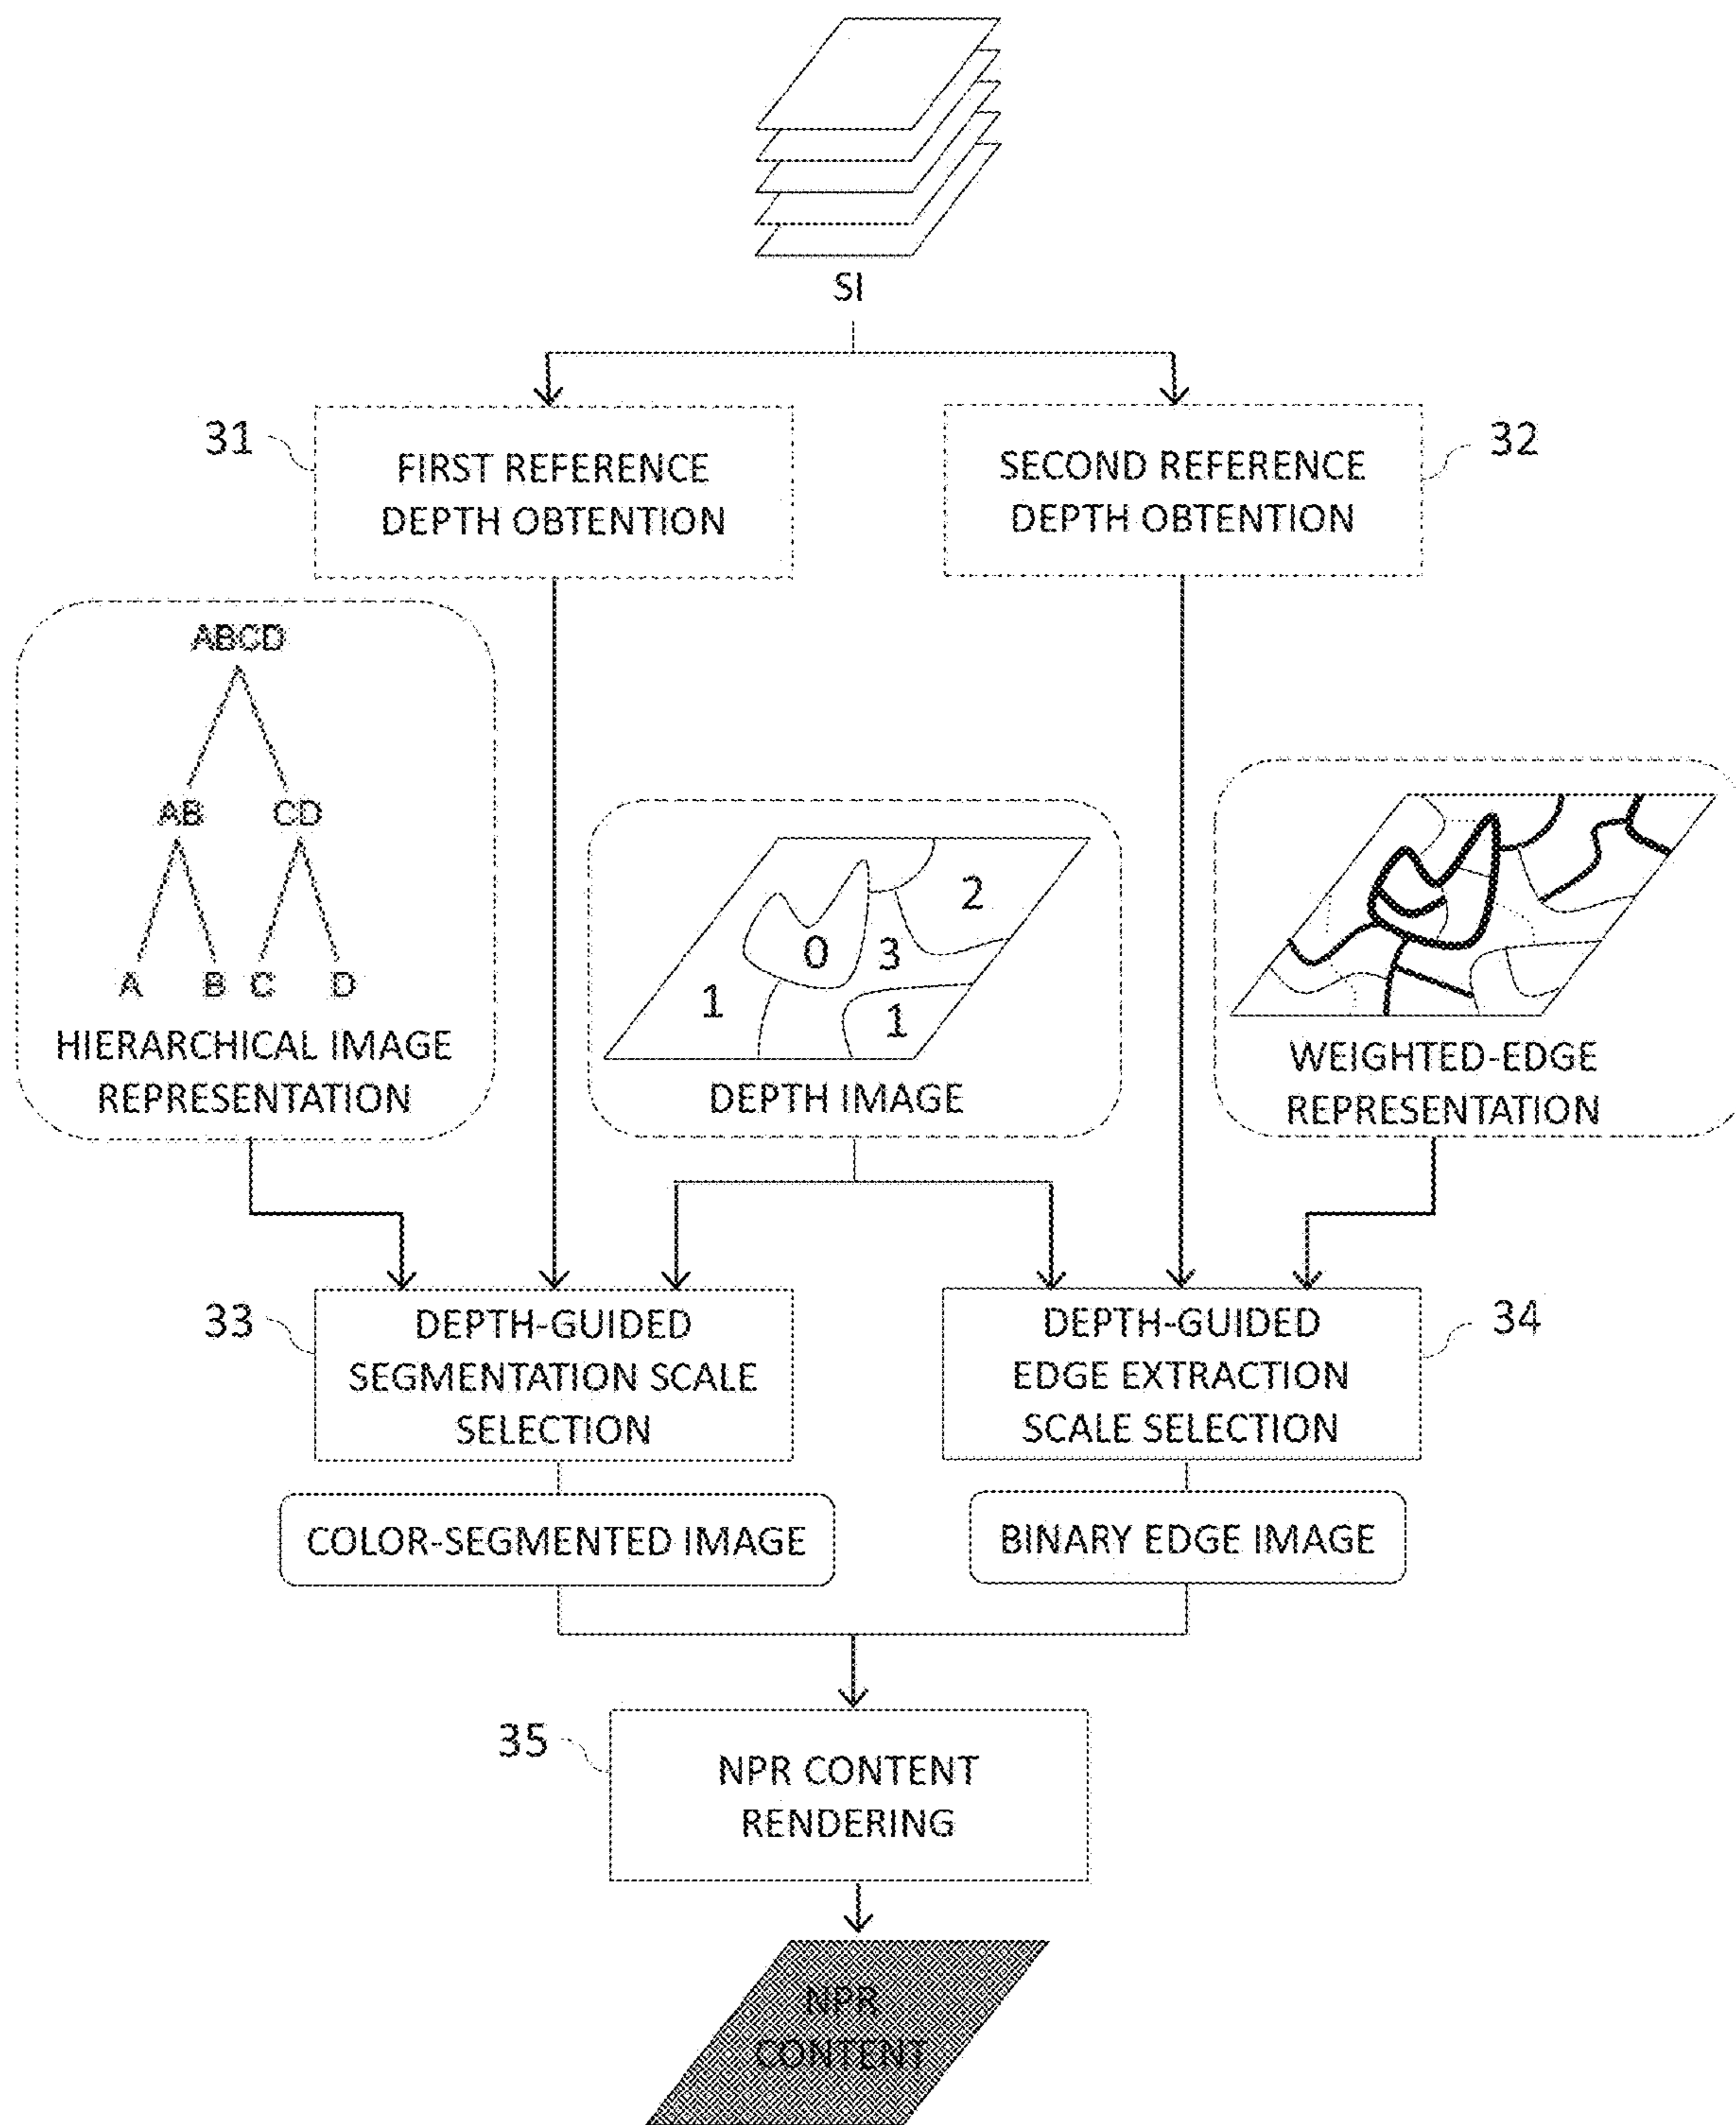 SI
31
FIRST REFERENCE
DEPTH OBTENTION
SECOND REFERENCE
DEPTH OBTENTION
32
ABCD
AB CD
A B C D
HIERARCHICAL IMAGE
REPRESENTATION
0
1
2
3
1
DEPTH IMAGE
WEIGHTED-EDGE
REPRESENTATION
33
DEPTH-GUIDED
SEGMENTATION SCALE
SELECTION
DEPTH-GUIDED
EDGE EXTRACTION
SCALE SELECTION
34
COLOR-SEGMENTED IMAGE
BINARY EDGE IMAGE
35
NPR CONTENT
RENDERING
NPR
CONTENT